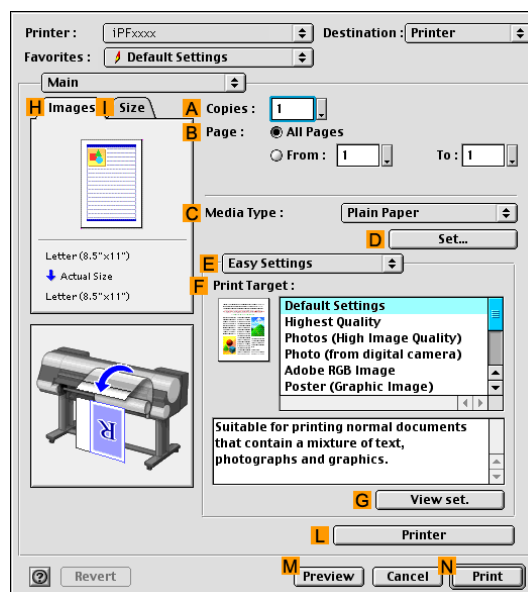 Printer : iPFxxxx Destination : Printer
Favorites : Default Settings
Main
H Images I Size
A Copies : 1
B Page : All Pages
From : 1 To : 1
C Media Type : Plain Paper
D Set...
Letter (8.5"x11")
Actual Size
Letter (8.5"x11")
E Easy Settings
F Print Target :
Default Settings
Highest Quality
Photos (High Image Quality)
Photo (from digital camera)
Adobe RGB Image
Poster (Graphic Image)
R
Suitable for printing normal documents
that contain a mixture of text,
photographs and graphics.
G View set.
L Printer
? Revert M Preview Cancel N Print